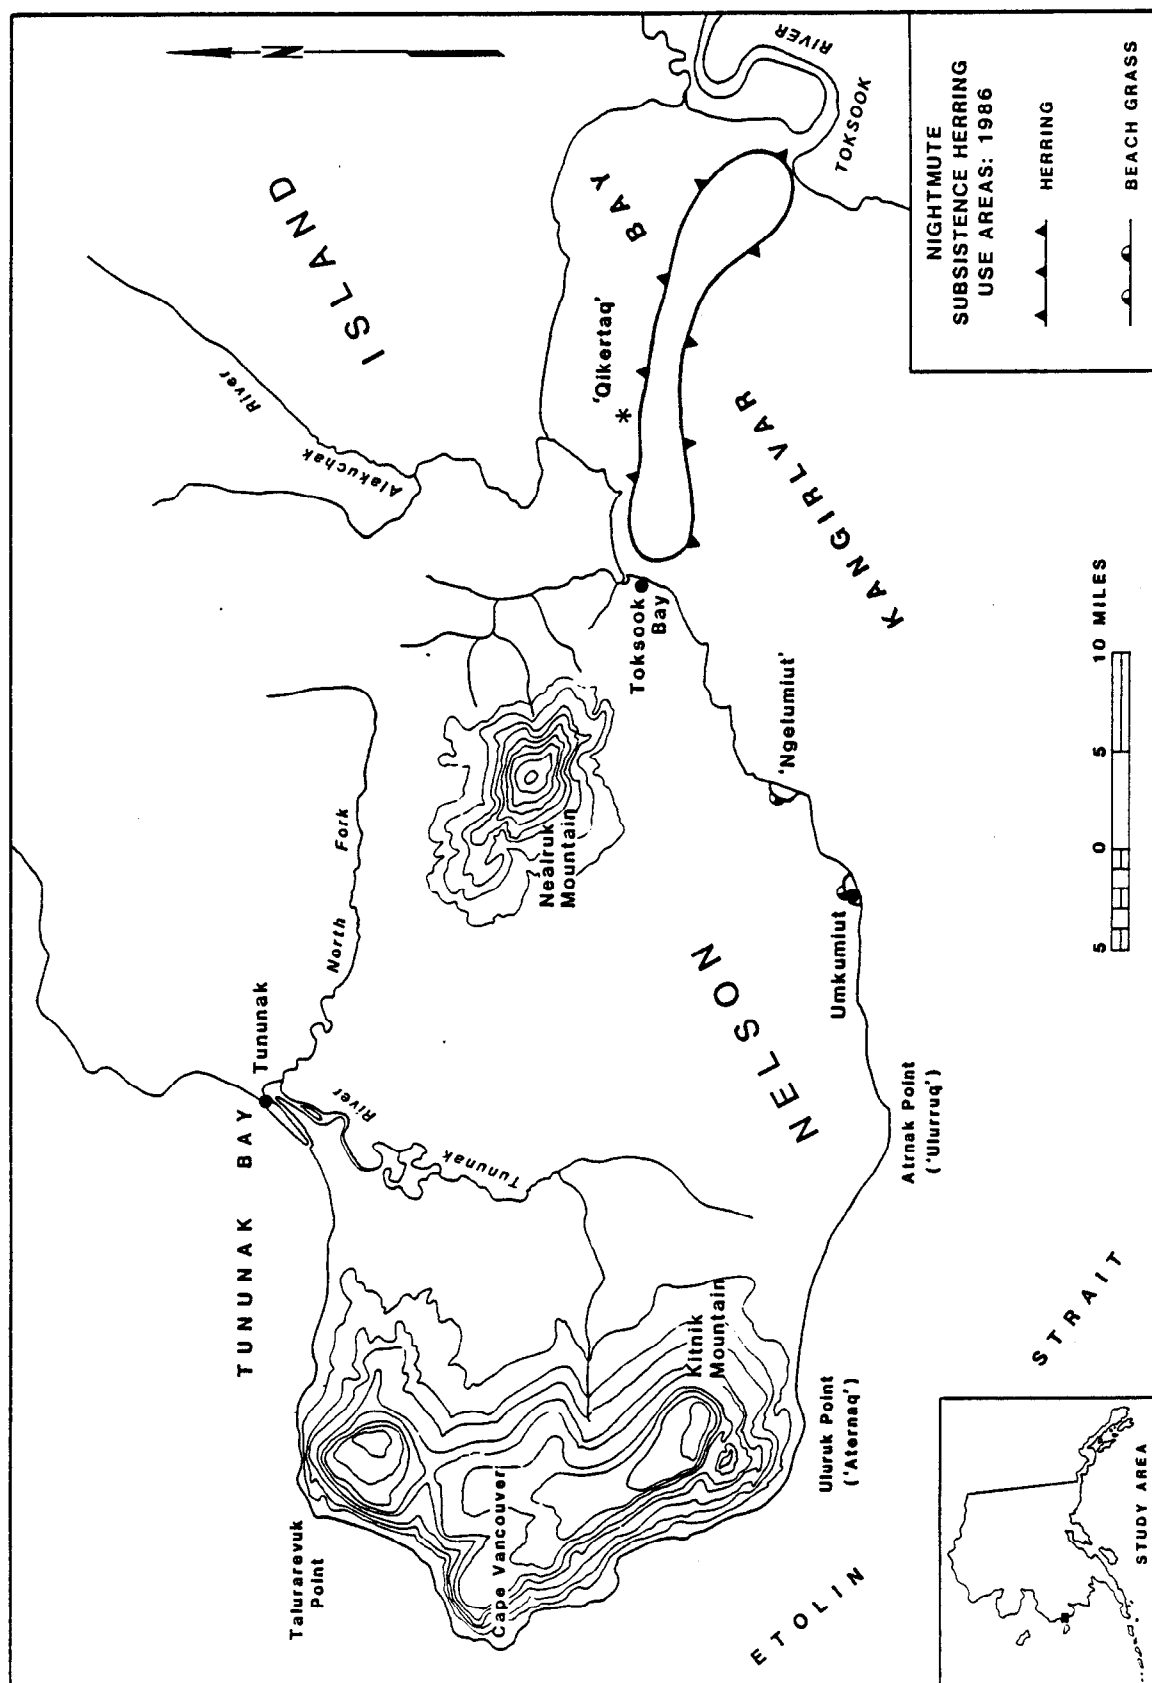 TUNUNAK BAY
Tununak
North Fork
Tununak
River
Alakuchak
River
NELSON
ISLAND
Talurarevuk
Point
Cape Vancouver
Kitnik
Mountain
Uluruk Point
('Aternaq')
Nealruk
Mountain
Toksook
Bay
'Ngelumiut'
Umkumiut
Atrnak Point
('Ulurruq')
'Qikertaq'
KANGIRLVAR
BAY
TOKSOOK
RIVER
ETOLIN
STRAIT
N
5 0 5 10 MILES
STUDY AREA
NIGHTMUTE
SUBSISTENCE HERRING
USE AREAS: 1986
HERRING
BEACH GRASS